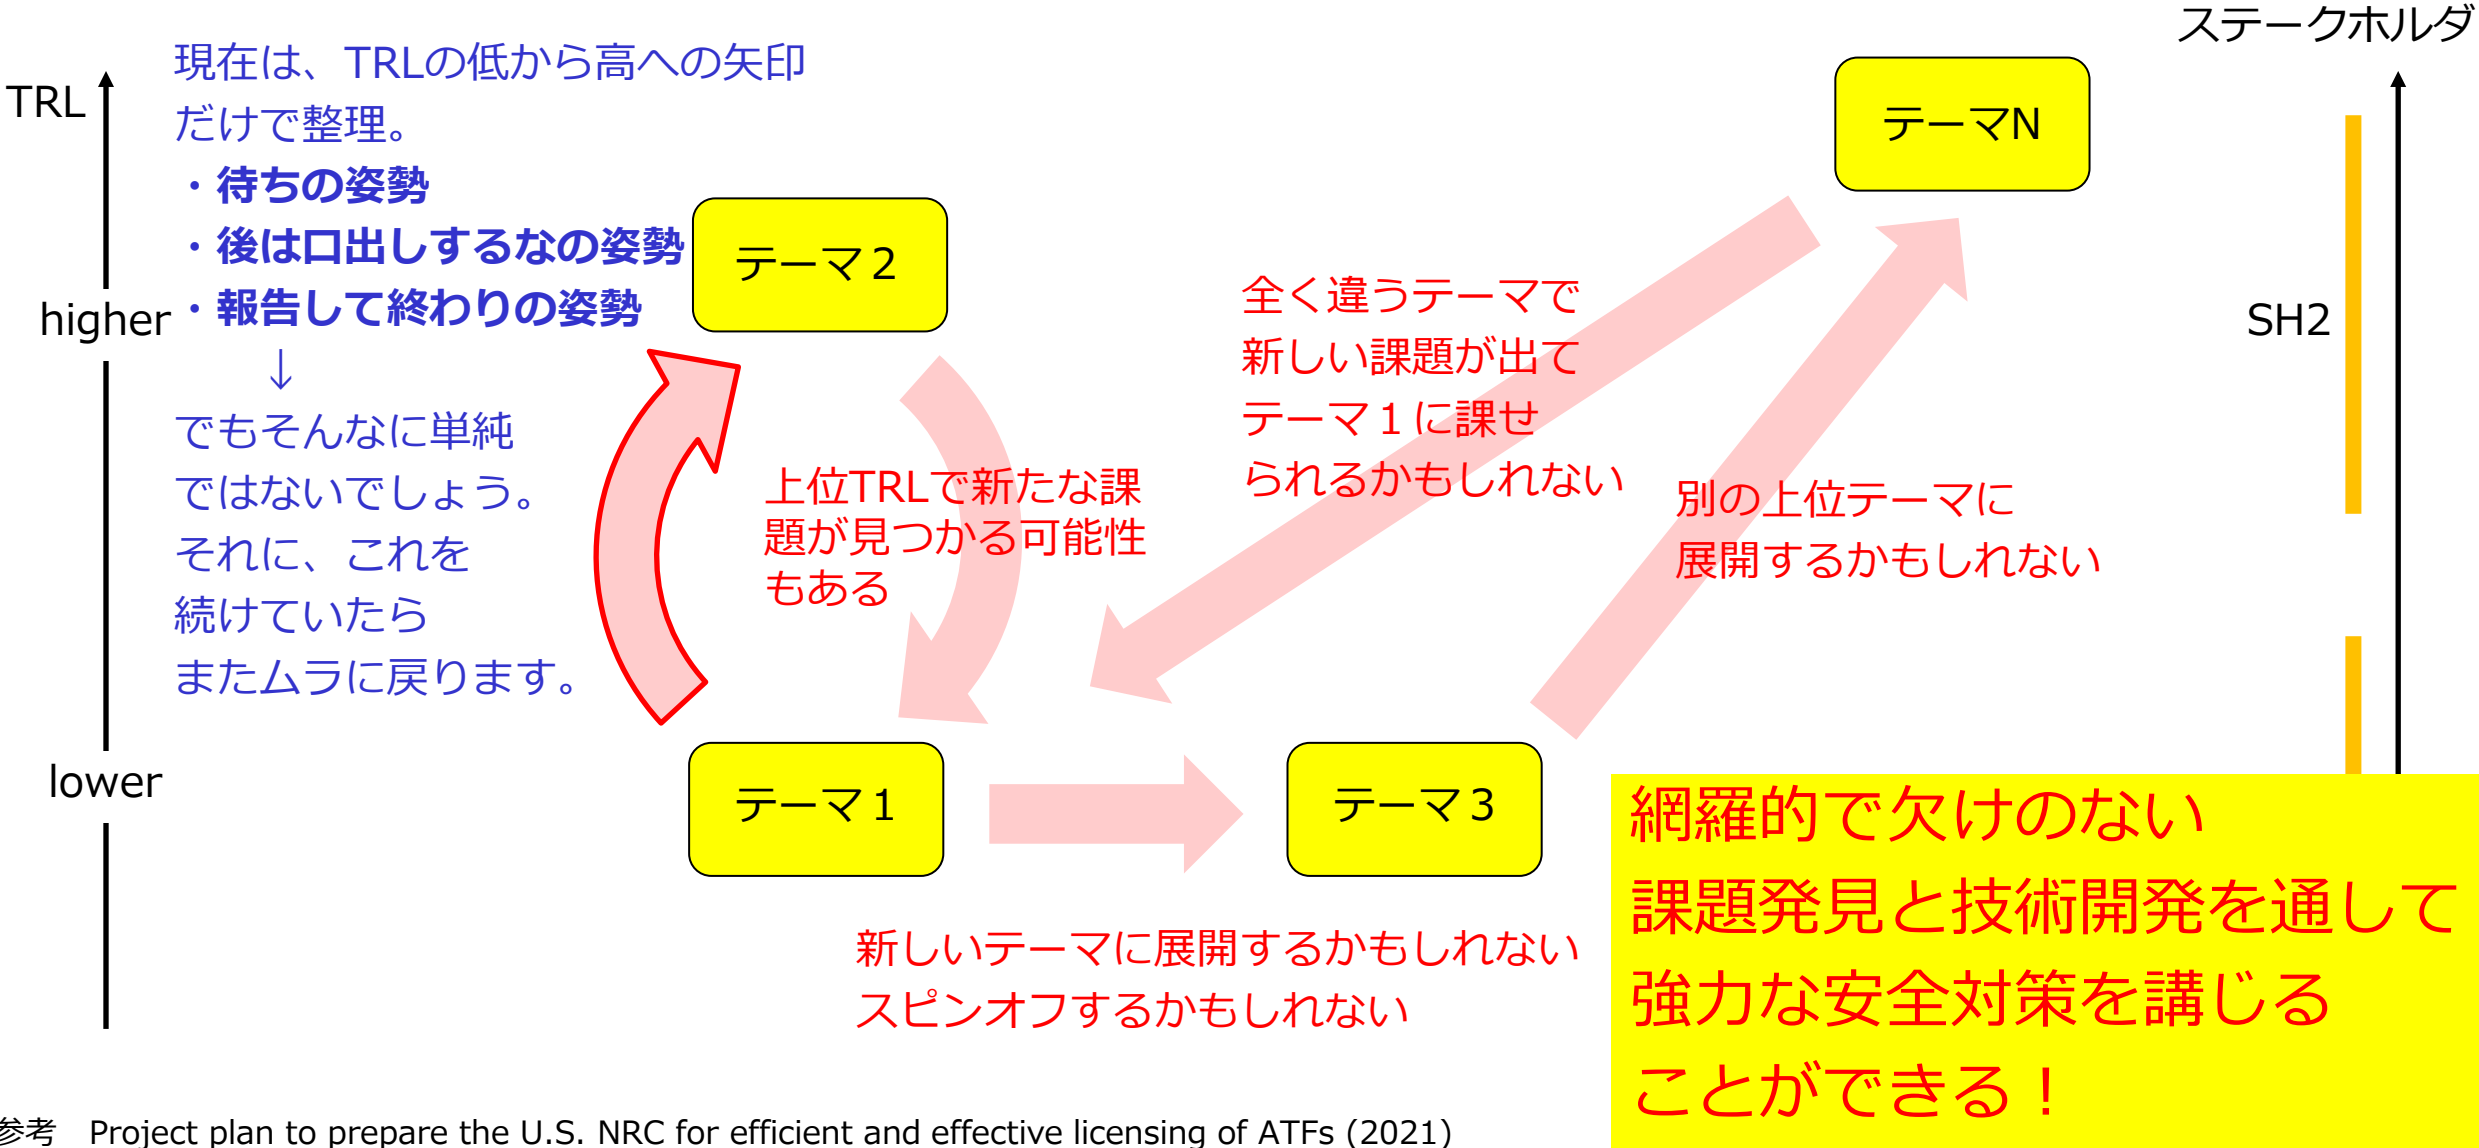 ステークホルダ
TRL
現在は、TRLの低から高への矢印
だけで整理。
・待ちの姿勢
・後は口出しするなの姿勢
・報告して終わりの姿勢
↓
でもそんなに単純
ではないでしょう。
それに、これを
続けていたら
またムラに戻ります。
higher
lower
テーマ2
テーマN
全く違うテーマで
新しい課題が出て
テーマ1に課せ
られるかもしれない
SH2
上位TRLで新たな課
題が見つかる可能性
もある
別の上位テーマに
展開するかもしれない
テーマ1
テーマ3
新しいテーマに展開するかもしれない
スピンオフするかもしれない
網羅的で欠けのない
課題発見と技術開発を通して
強力な安全対策を講じる
ことができる！
参考　Project plan to prepare the U.S. NRC for efficient and effective licensing of ATFs (2021)